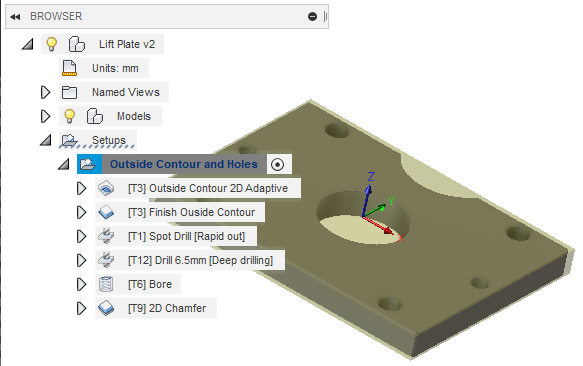 BROWSER
Lift Plate v2
Units: mm
Named Views
Models
Setups
Outside Contour and Holes
[T3] Outside Contour 2D Adaptive
[T3] Finish Ouside Contour
[T1] Spot Drill [Rapid out]
[T12] Drill 6.5mm [Deep drilling]
[T6] Bore
[T9] 2D Chamfer
Z
Y
X